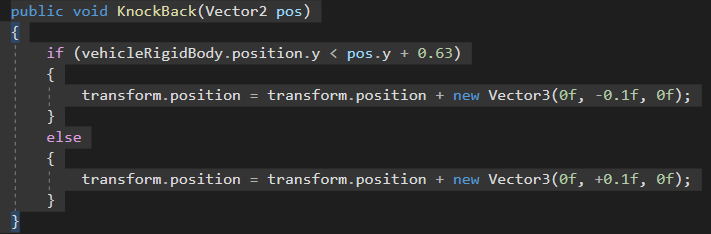 public void KnockBack(Vector2 pos)
{
if (vehicleRigidBody.position.y < pos.y + 0.63)
{
transform.position = transform.position + new Vector3(0f, -0.1f, 0f);
}
else
{
transform.position = transform.position + new Vector3(0f, +0.1f, 0f);
}
}